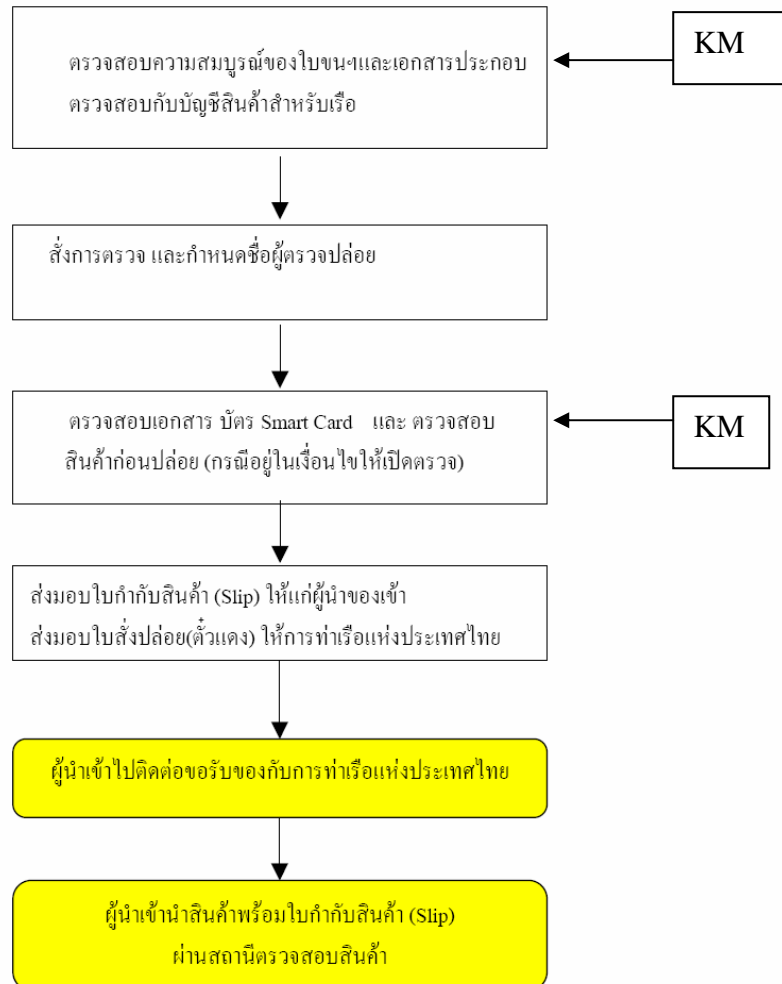 ตรวจสอบความสมบูรณ์ของใบขนฯและเอกสารประกอบ
ตรวจสอบกับบัญชีสินค้าสำหรับเรือ
KM
สั่งการตรวจ และกำหนดชื่อผู้ตรวจปล่อย
ตรวจสอบเอกสาร บัตร Smart Card และ ตรวจสอบ
สินค้าก่อนปล่อย (กรณีอยู่ในเงื่อนไขให้เปิดตรวจ)
KM
ส่งมอบใบกำกับสินค้า (Slip) ให้แก่ผู้นำของเข้า
ส่งมอบใบสั่งปล่อย(ตั๋วแดง) ให้การท่าเรือแห่งประเทศไทย
ผู้นำเข้าไปติดต่อขอรับของกับการท่าเรือแห่งประเทศไทย
ผู้นำเข้านำสินค้าพร้อมใบกำกับสินค้า (Slip)
ผ่านสถานีตรวจสอบสินค้า